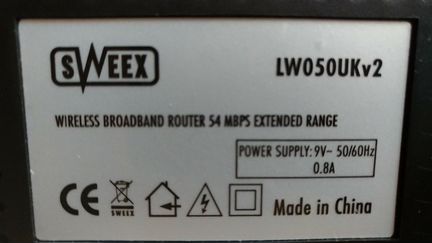 SWEEX
LW050UKv2
WIRELESS BROADBAND ROUTER 54 MBPS EXTENDED RANGE
POWER SUPPLY: 9V~ 50/60Hz
0.8A
CE
SWEEX
Made in China